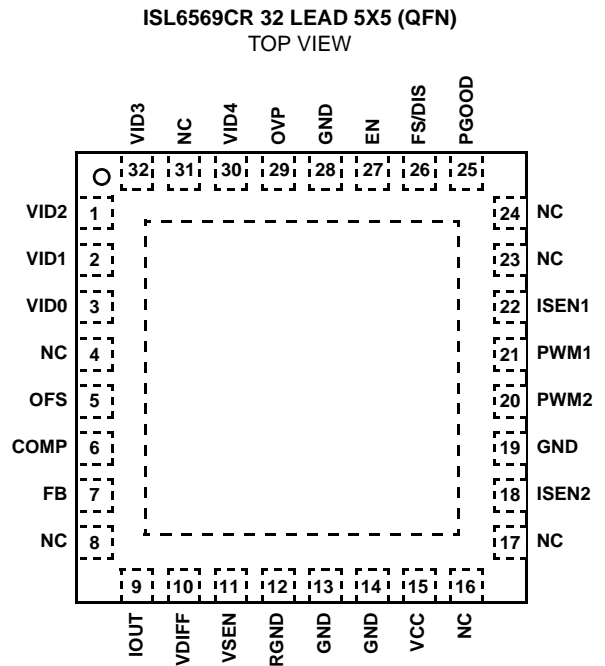 ISL6569CR 32 LEAD 5X5 (QFN)
TOP VIEW
VID3 NC VID4 OVP GND EN FS/DIS PGOOD
32 31 30 29 28 27 26 25
VID2 1 24 NC
VID1 2 23 NC
VID0 3 22 ISEN1
NC 4 21 PWM1
OFS 5 20 PWM2
COMP 6 19 GND
FB 7 18 ISEN2
NC 8 17 NC
9 10 11 12 13 14 15 16
IOUT VDIFF VSEN RGND GND GND VCC NC